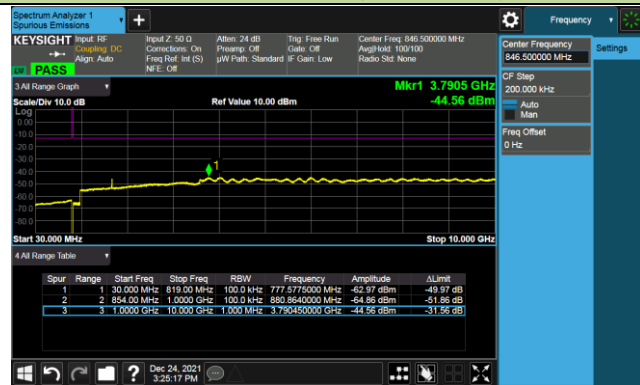 Spectrum Analyzer 1
Spurious Emissions
Frequency
KEYSIGHT
Input: RF
Coupling: DC
Align: Auto
Input Z: 50 Ω
Corrections: On
Freq Ref: Int (S)
NFE: Off
Atten: 24 dB
Preamp: Off
µW Path: Standard
Trig: Free Run
Gate: Off
IF Gain: Low
Center Freq: 846.500000 MHz
Avg|Hold: 100/100
Radio Std: None
PASS
Center Frequency
846.500000 MHz
Settings
CF Step
200.000 kHz
Auto
Man
Freq Offset
0 Hz
3 All Range Graph
Mkr1 3.7905 GHz
Scale/Div 10.0 dB
Ref Value 10.00 dBm
-44.56 dBm
Log
0.00
-10.0
-20.0
-30.0
-40.0
-50.0
-60.0
-70.0
-80.0
1
Start 30.000 MHz
Stop 10.000 GHz
4 All Range Table
Spur Range Start Freq Stop Freq RBW Frequency Amplitude ΔLimit
1 1 30.000 MHz 819.00 MHz 100.0 kHz 777.5775000 MHz -62.97 dBm -49.97 dB
2 2 854.00 MHz 1.0000 GHz 100.0 kHz 880.8640000 MHz -64.86 dBm -51.86 dB
3 3 1.0000 GHz 10.000 GHz 1.000 MHz 3.790450000 GHz -44.56 dBm -31.56 dB
Dec 24, 2021
3:25:17 PM